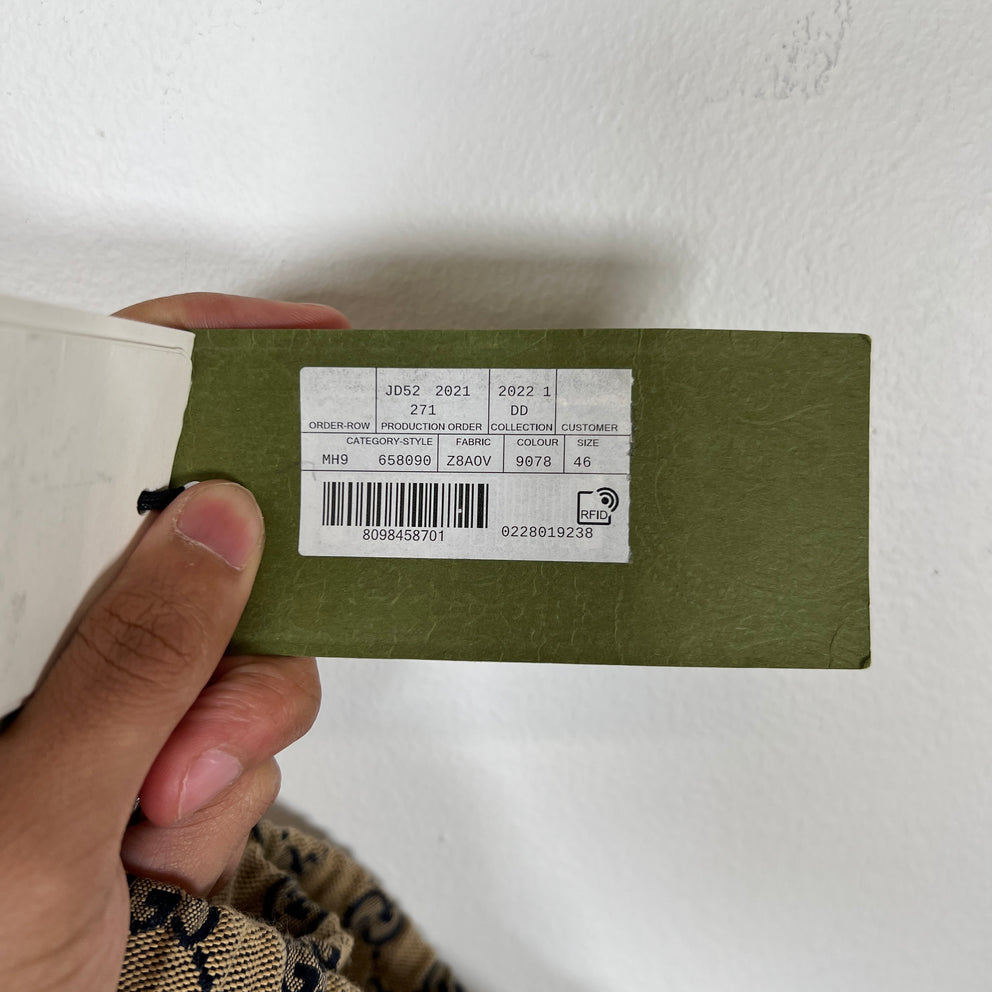 JD52 2021 2022 1
271 DD
ORDER-ROW PRODUCTION ORDER COLLECTION CUSTOMER
CATEGORY-STYLE FABRIC COLOUR SIZE
MH9 658090 Z8AOV 9078 46
RFID
8098458701 0228019238